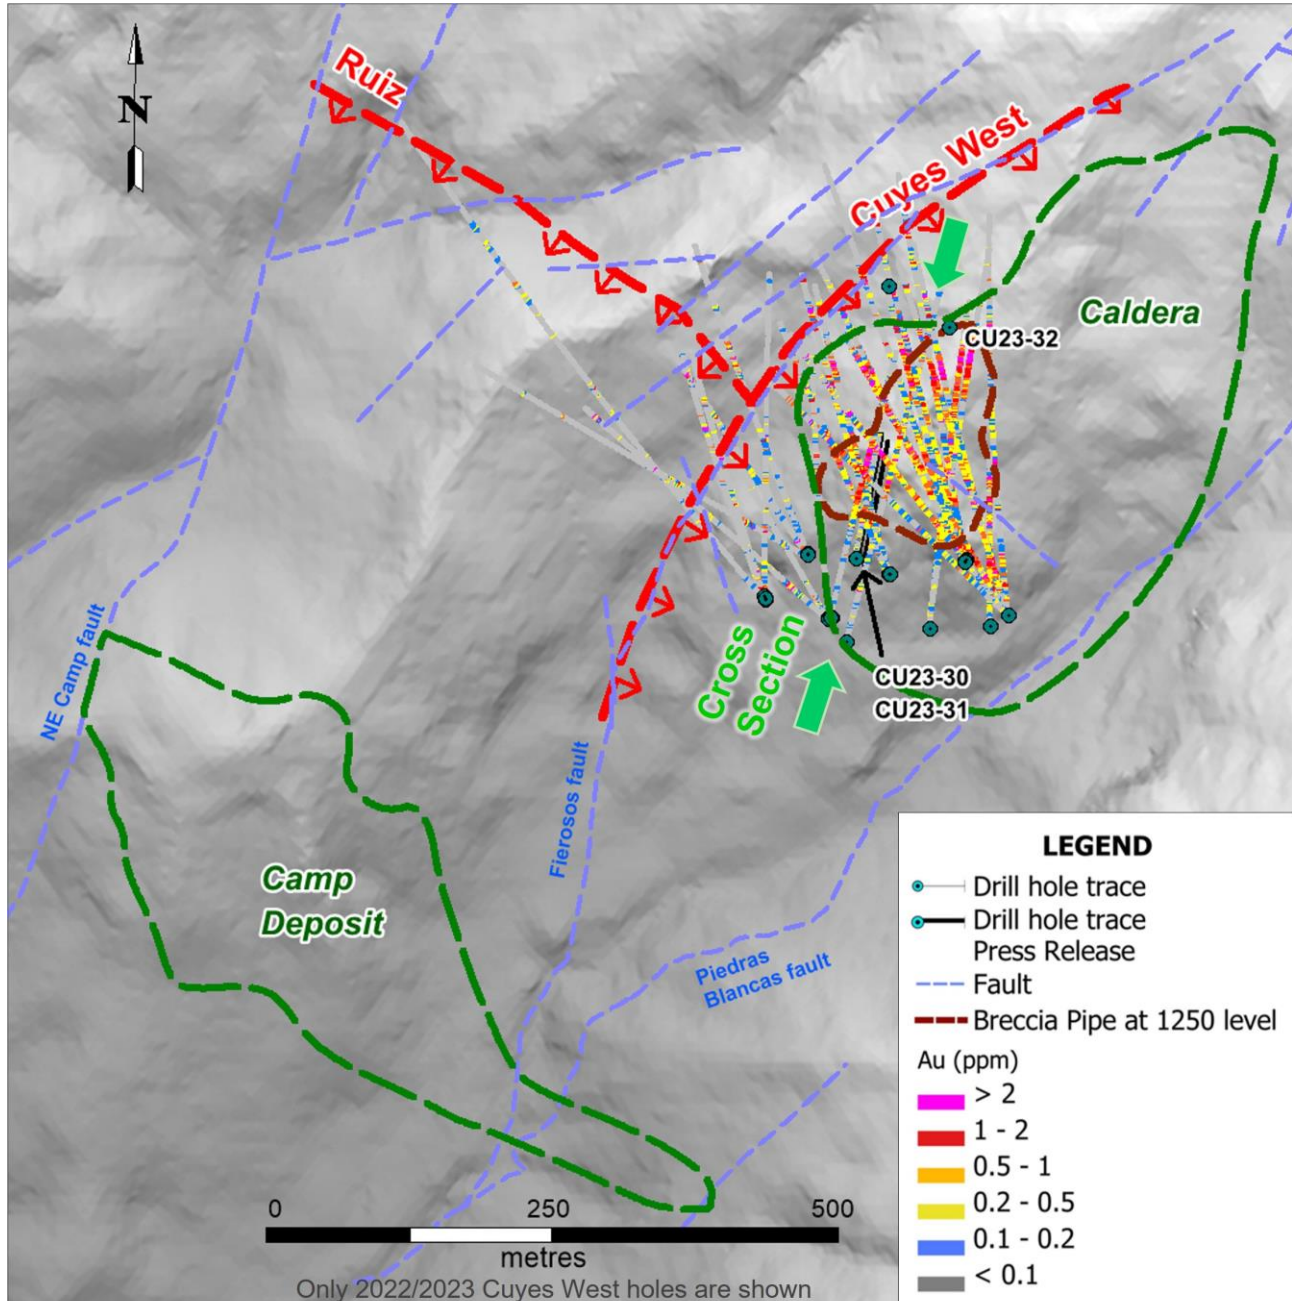 N
Ruiz
Cuyes West
Caldera
CU23-32
Cross
Section
CU23-30
CU23-31
NE Camp fault
Fierosos fault
Camp
Deposit
Piedras
Blancas fault
LEGEND
Drill hole trace
Drill hole trace
Press Release
Fault
Breccia Pipe at 1250 level
Au (ppm)
> 2
1 - 2
0.5 - 1
0.2 - 0.5
0.1 - 0.2
< 0.1
0 250 500
metres
Only 2022/2023 Cuyes West holes are shown